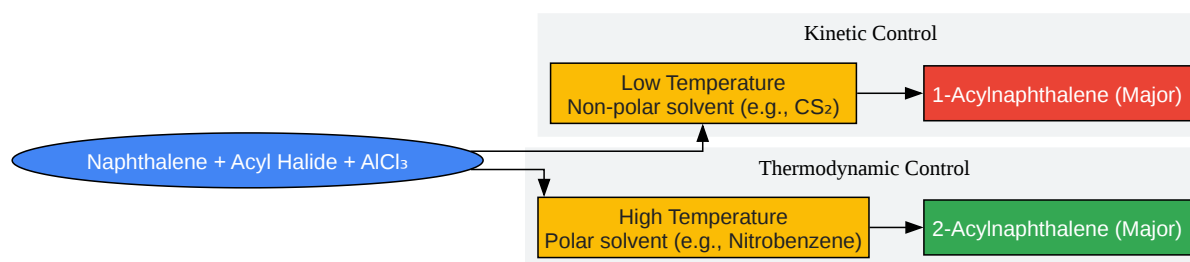 Kinetic Control
Low Temperature
Non-polar solvent (e.g., CS₂)
1-Acylnaphthalene (Major)
Naphthalene + Acyl Halide + AlCl₃
Thermodynamic Control
High Temperature
Polar solvent (e.g., Nitrobenzene)
2-Acylnaphthalene (Major)